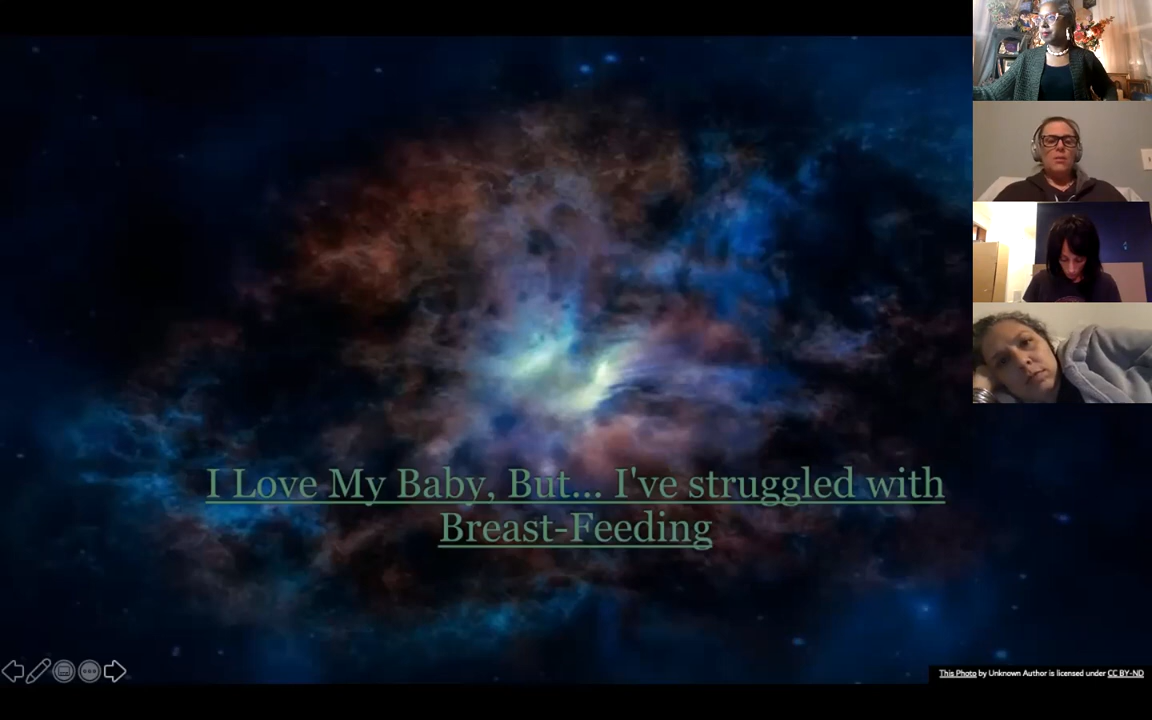 I Love My Baby, But... I've struggled with
Breast-Feeding
This Photo by Unknown Author is licensed under CC BY-ND